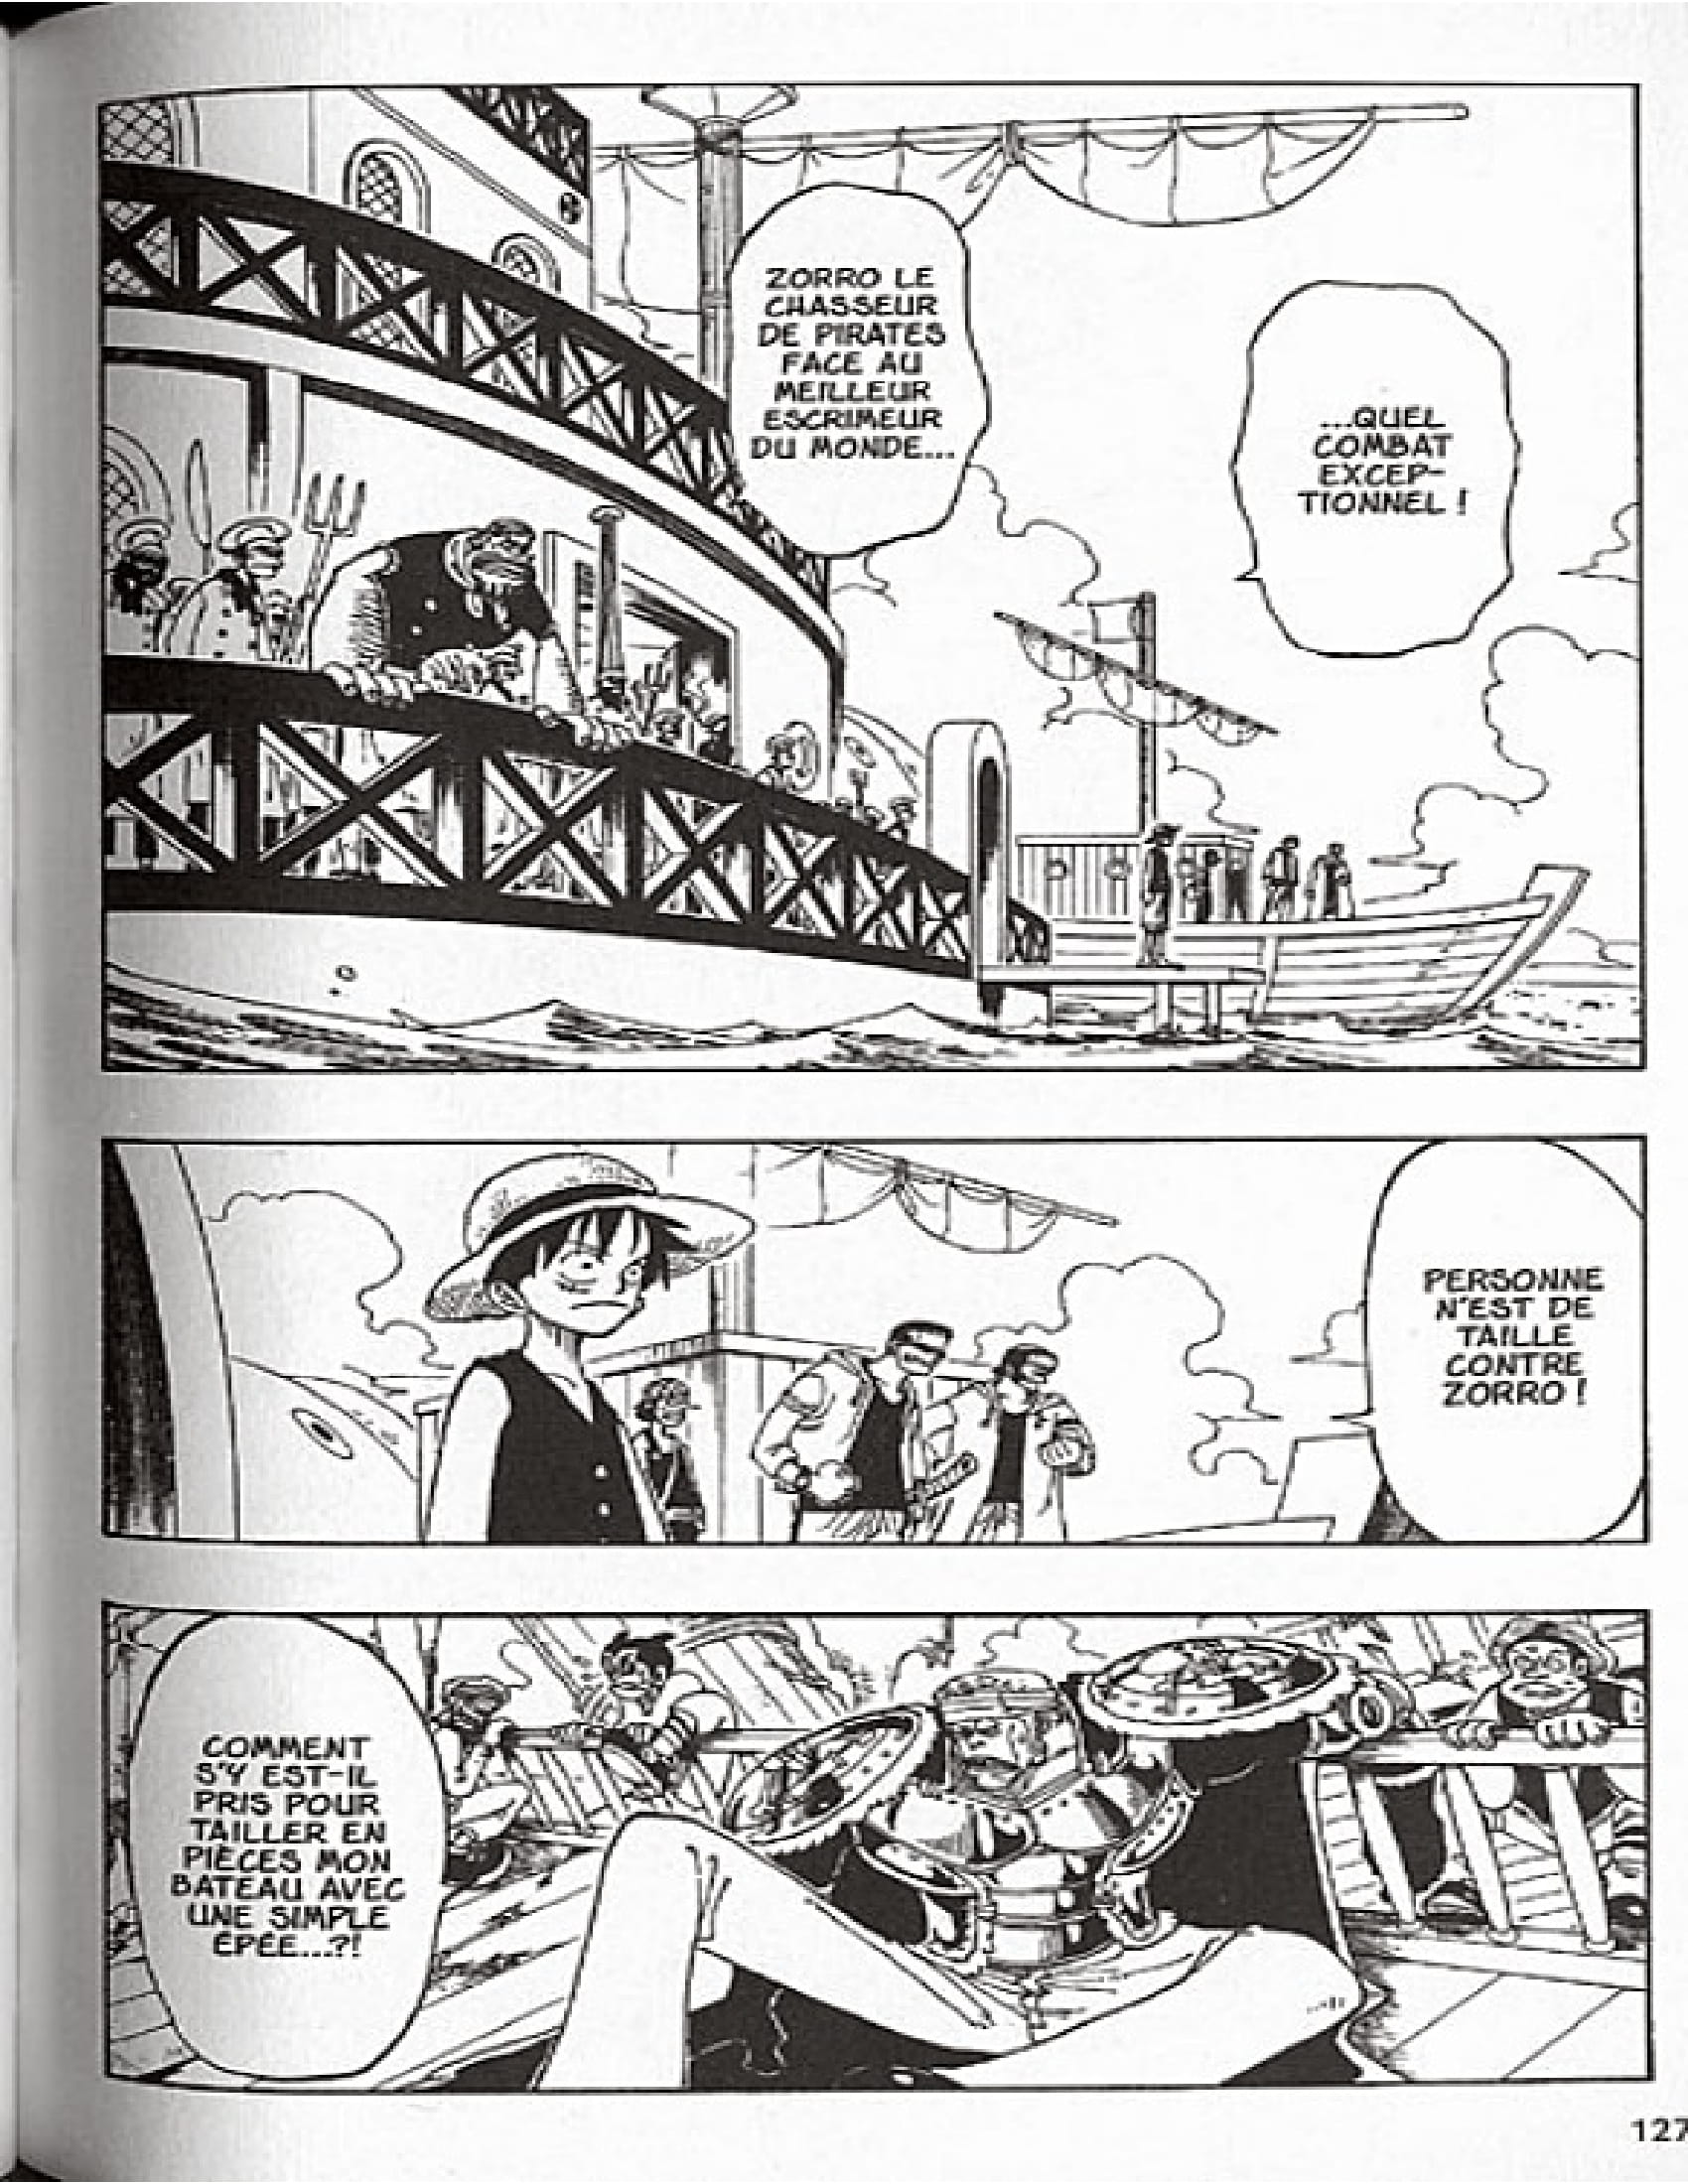 ZORRO LE
CHASSEUR
DE PIRATES
FACE AU
MEILLEUR
ESCRIMEUR
DU MONDE...
...QUEL
COMBAT
EXCEP-
TIONNEL !
PERSONNE
N'EST DE
TAILLE
CONTRE
ZORRO !
COMMENT
S'Y EST-IL
PRIS POUR
TAILLER EN
PIÈCES MON
BATEAU AVEC
UNE SIMPLE
ÉPÉE...?!
127